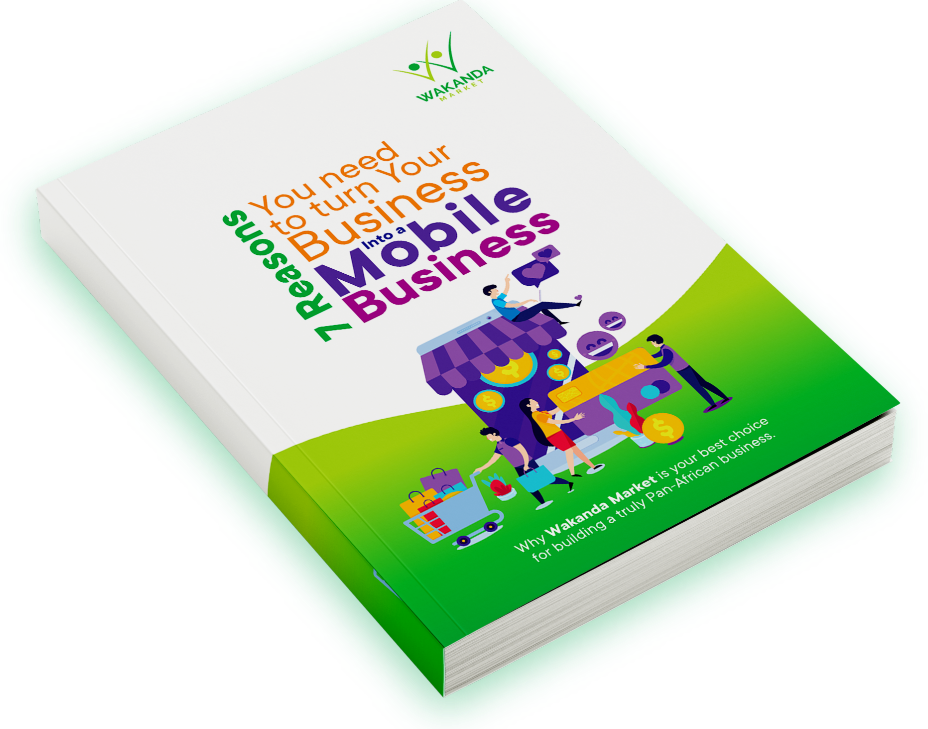 WAKANDA
MARKET
7 Reasons
You need
to turn Your
Business
Into a
Mobile
Business
Why Wakanda Market is your best choice
for building a truly Pan-African business.